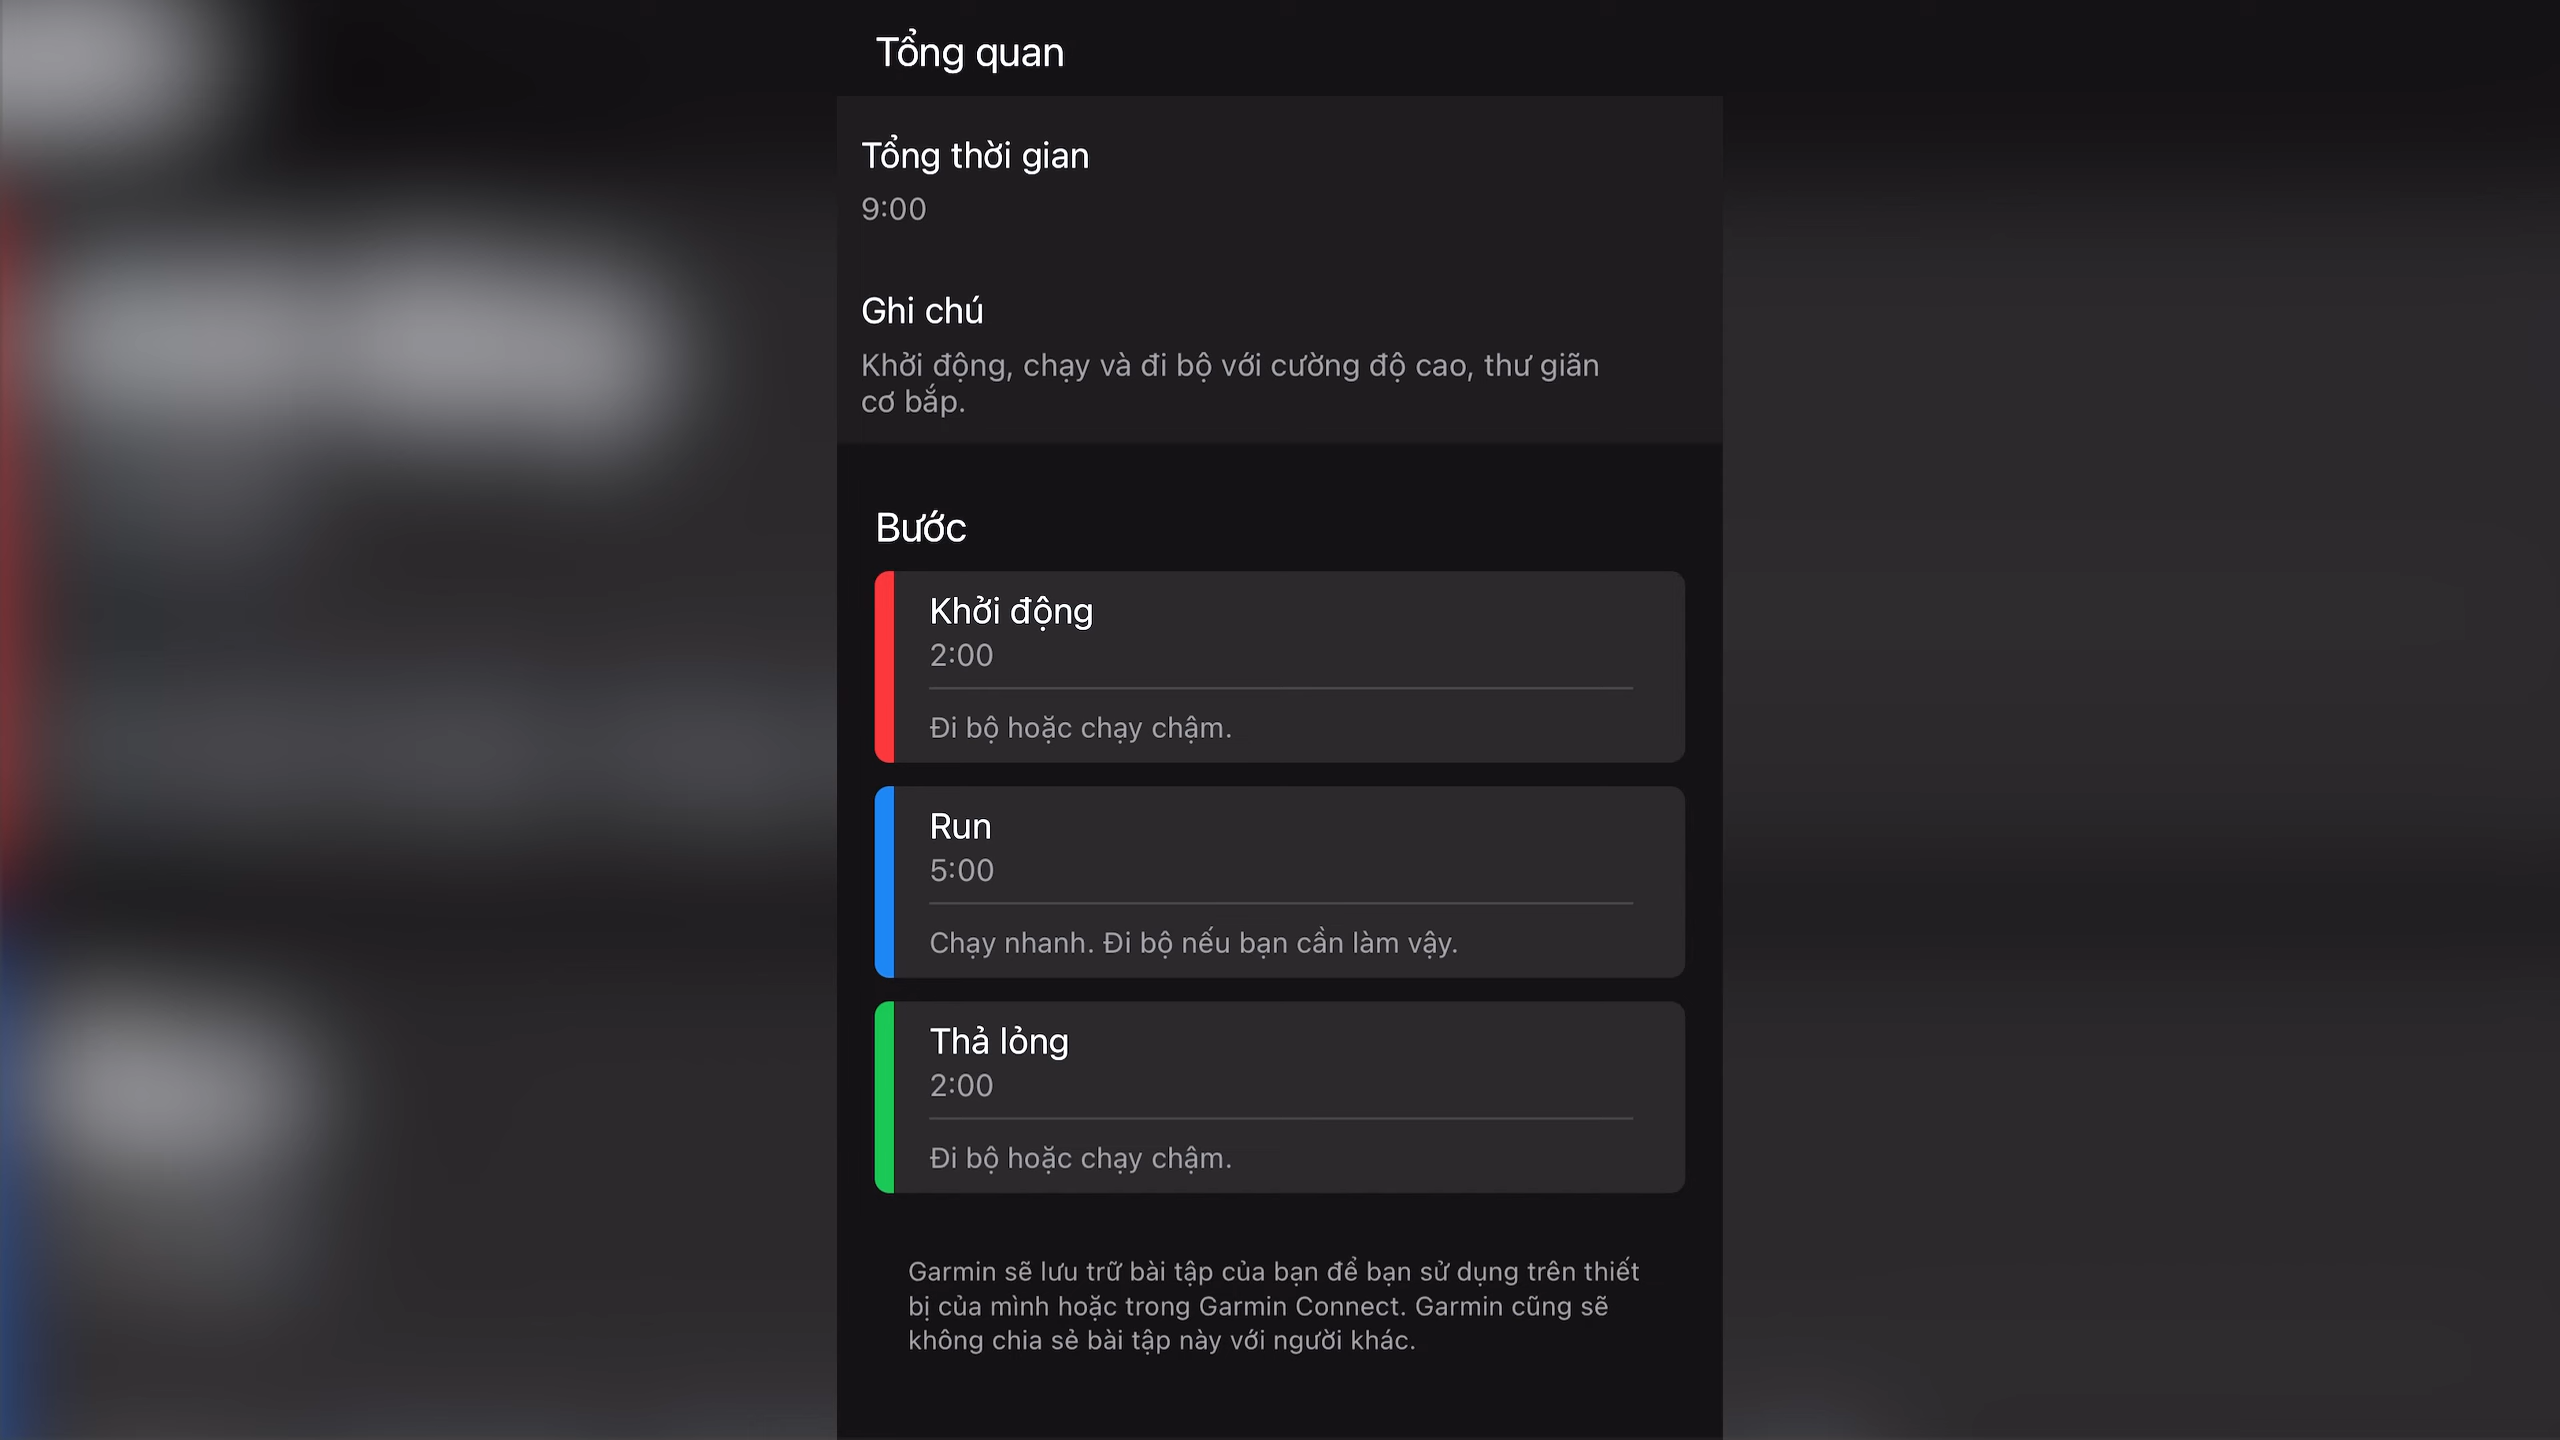 Tổng quan
Tổng thời gian
9:00
Ghi chú
Khởi động, chạy và đi bộ với cường độ cao, thư giãn
cơ bắp.
Bước
Khởi động
2:00
Đi bộ hoặc chạy chậm.
Run
5:00
Chạy nhanh. Đi bộ nếu bạn cần làm vậy.
Thả lỏng
2:00
Đi bộ hoặc chạy chậm.
Garmin sẽ lưu trữ bài tập của bạn để bạn sử dụng trên thiết
bị của mình hoặc trong Garmin Connect. Garmin cũng sẽ
không chia sẻ bài tập này với người khác.